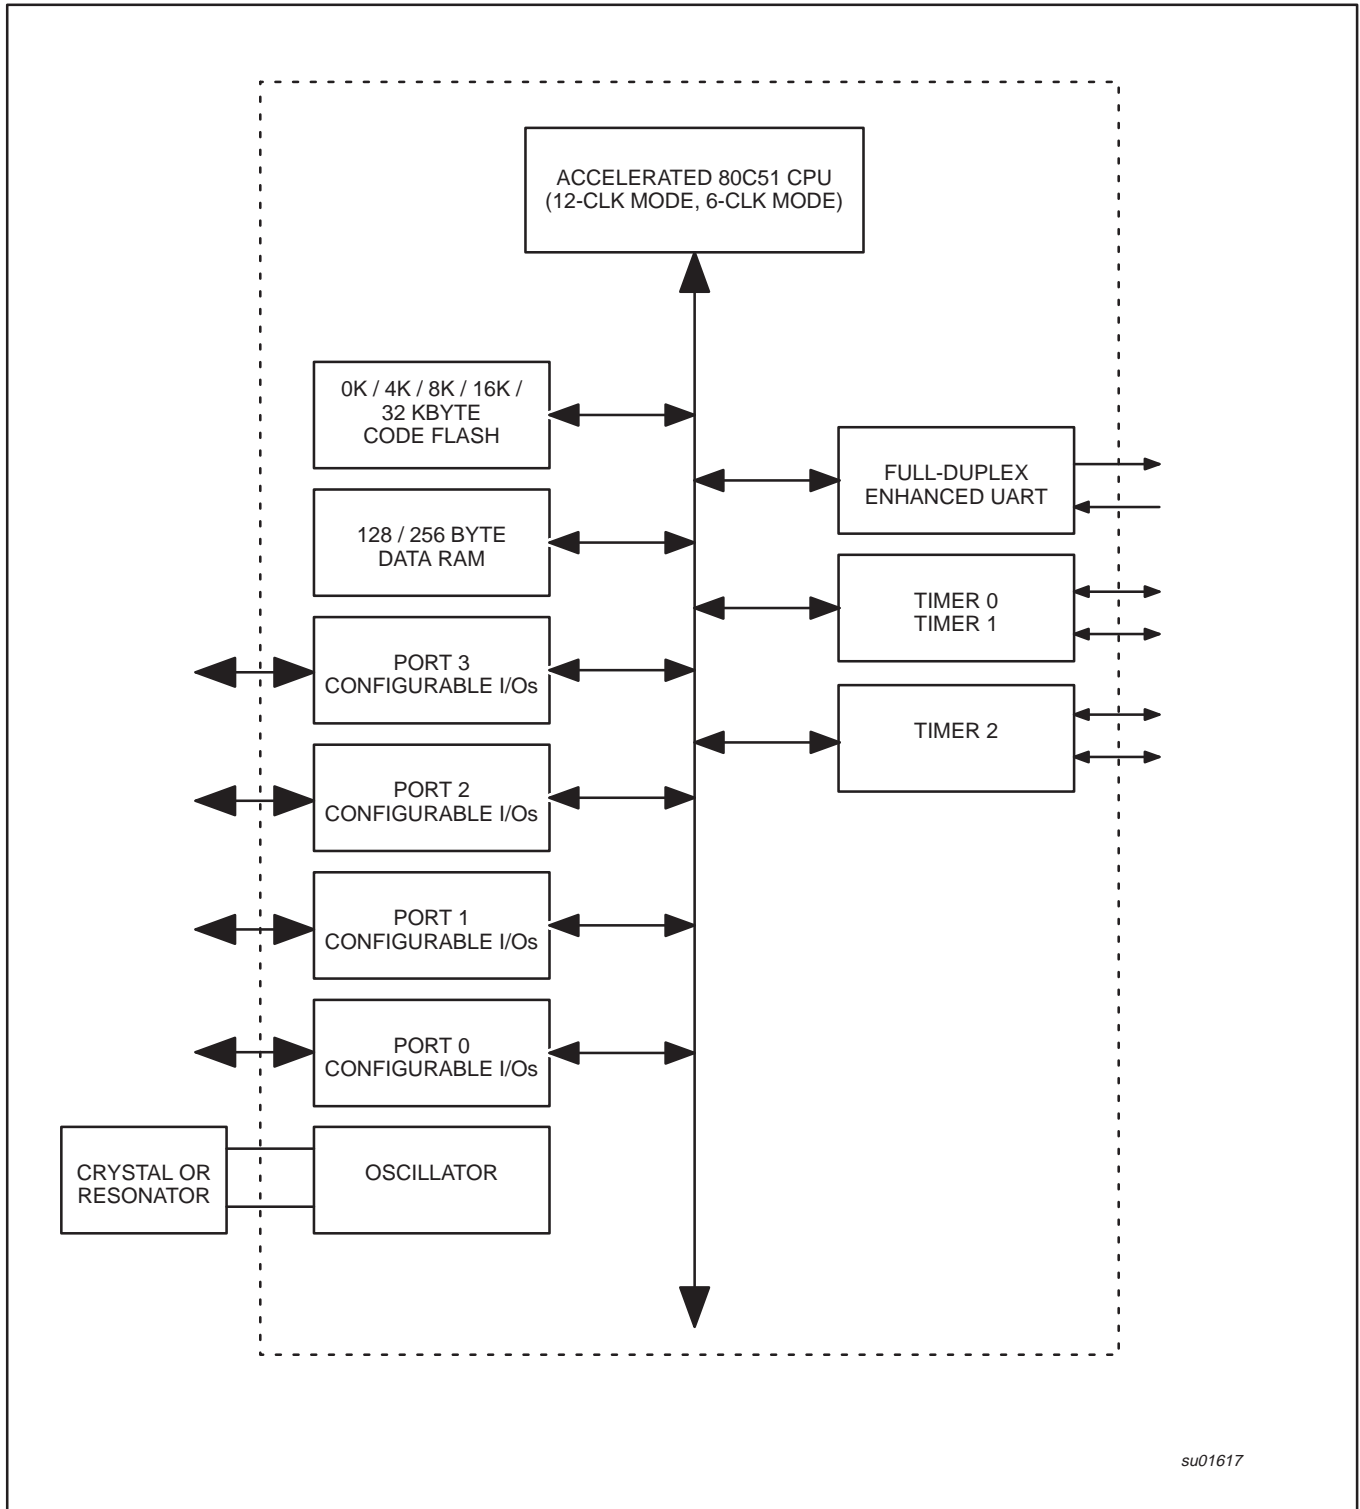 ACCELERATED 80C51 CPU
(12-CLK MODE, 6-CLK MODE)
0K / 4K / 8K / 16K /
32 KBYTE
CODE FLASH
128 / 256 BYTE
DATA RAM
PORT 3
CONFIGURABLE I/Os
PORT 2
CONFIGURABLE I/Os
PORT 1
CONFIGURABLE I/Os
PORT 0
CONFIGURABLE I/Os
CRYSTAL OR
RESONATOR
OSCILLATOR
FULL-DUPLEX
ENHANCED UART
TIMER 0
TIMER 1
TIMER 2
su01617